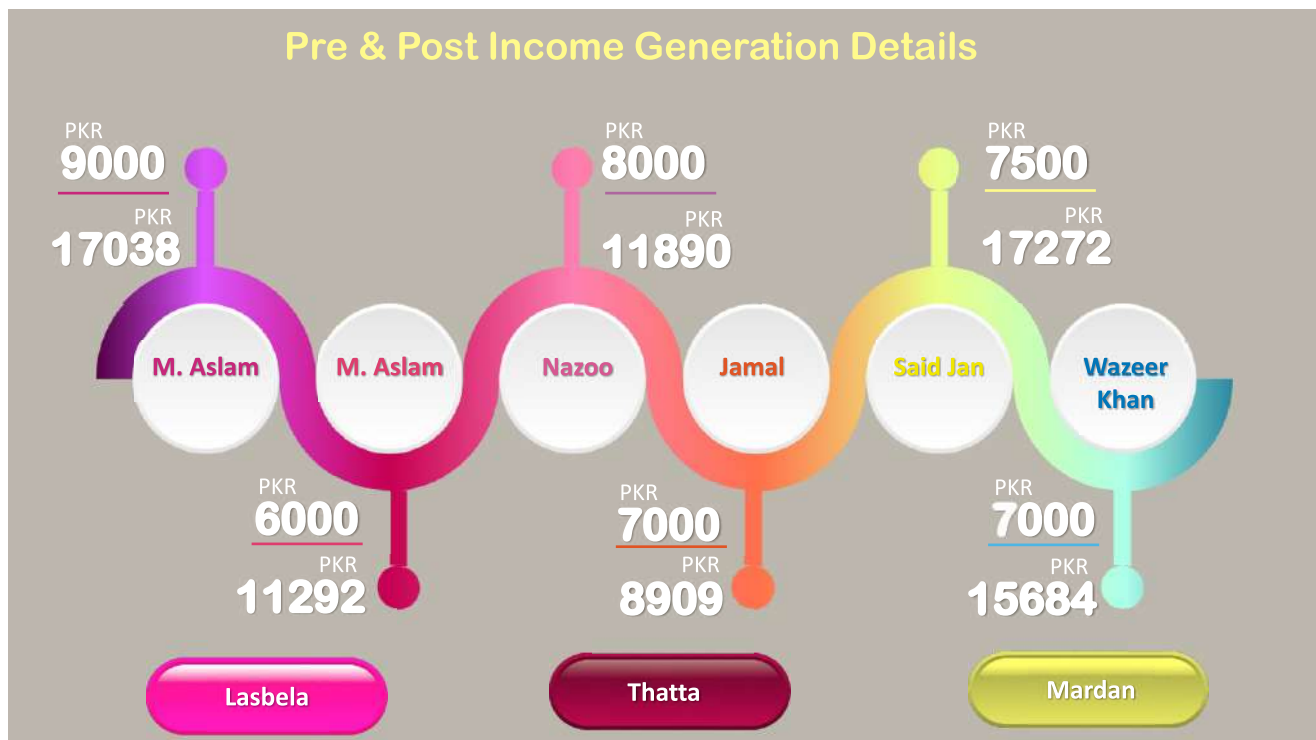 Pre & Post Income Generation Details
PKR
9000
PKR
17038
PKR
8000
PKR
11890
PKR
7500
PKR
17272
M. Aslam
M. Aslam
Nazoo
Jamal
Said Jan
Wazeer
Khan
PKR
6000
PKR
11292
PKR
7000
PKR
8909
PKR
7000
PKR
15684
Lasbela
Thatta
Mardan